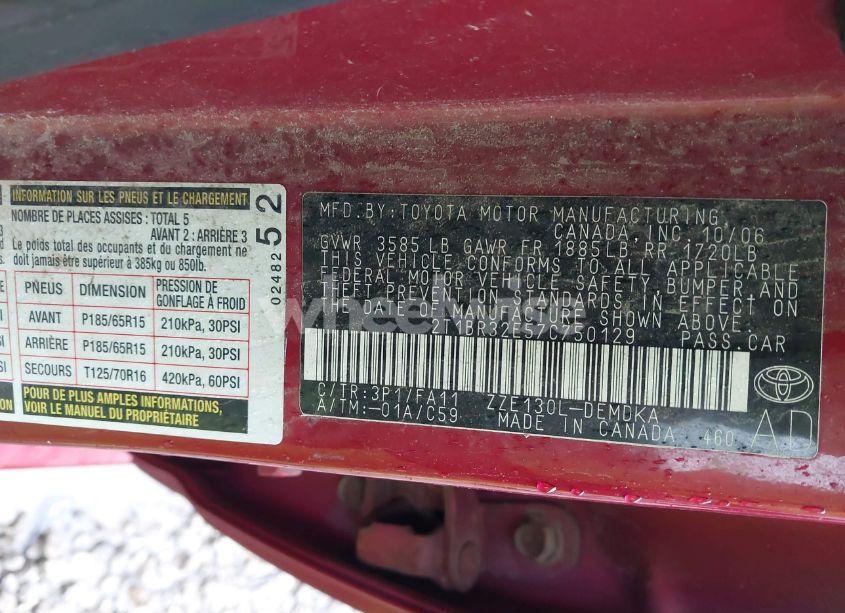 INFORMATION SUR LES PNEUS ET LE CHARGEMENT
NOMBRE DE PLACES ASSISES : TOTAL 5
AVANT 2 : ARRIÈRE 3
Le poids total des occupants et du chargement ne
doit jamais être supérieur à 385kg ou 850lb.
PNEUS DIMENSION PRESSION DE GONFLAGE À FROID
AVANT P185/65R15 210kPa, 30PSI
ARRIÈRE P185/65R15 210kPa, 30PSI
SECOURS T125/70R16 420kPa, 60PSI
POUR DE PLUS AMPLES INFORMATIONS,
VOIR LE MANUEL DU PROPRIÉTAIRE
02482 52
MFD.BY:TOYOTA MOTOR MANUFACTURING
CANADA, INC. 10/06
GVWR 3585 LB GAWR FR 1885LB RR 1720LB
THIS VEHICLE CONFORMS TO ALL APPLICABLE
FEDERAL MOTOR VEHICLE SAFETY, BUMPER AND
THEFT PREVENTION STANDARDS IN EFFECT ON
THE DATE OF MANUFACTURE SHOWN ABOVE.
2T1BR32E57C750129 PASS.CAR
C/TR:3P1/FA11 ZZE130L-DEMDKA
A/TM:-01A/C59 MADE IN CANADA 460 AD